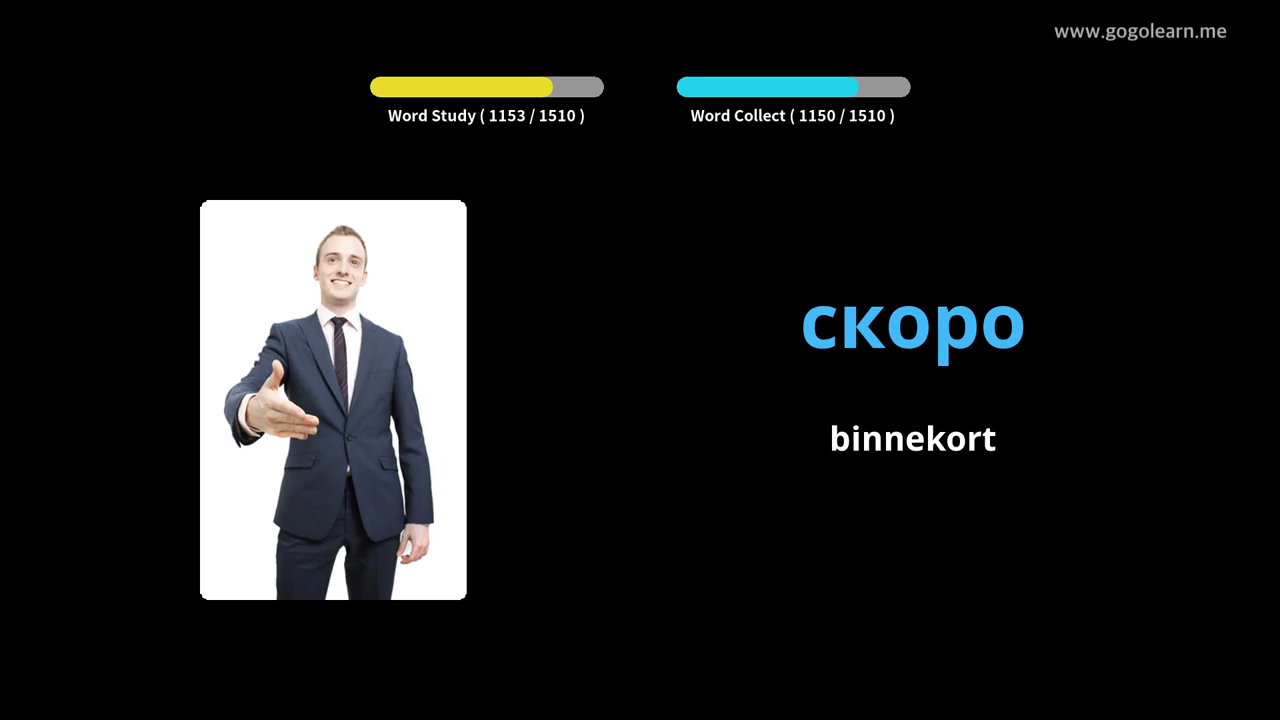 www.gogolearn.me
Word Study ( 1153 / 1510 )
Word Collect ( 1150 / 1510 )
скоро
binnekort